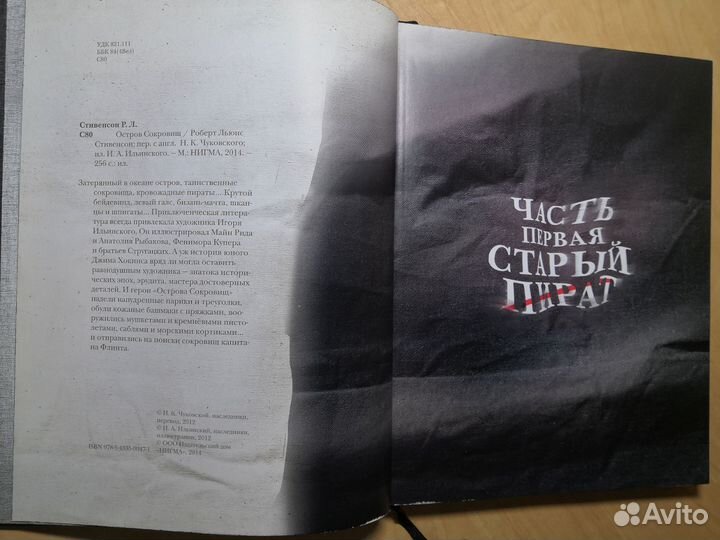 УДК 821.111
ББК 84(4Вел)
С80
Стивенсон Р. Л.
С80 Остров Сокровищ / Роберт Льюис
Стивенсон; пер. с англ. Н. К. Чуковского;
ил. И. А. Ильинского. – М.: НИГМА, 2014. –
256 с.: ил.
Затерянный в океане остров, таинственные
сокровища, кровожадные пираты... Крутой
бейдевинд, левый галс, бизань-мачта, шкан-
цы и шпигаты... Приключенческая литера-
тура всегда привлекала художника Игоря
Ильинского. Он иллюстрировал Майн Рида
и Анатолия Рыбакова, Фенимора Купера
и братьев Стругацких. А уж история юного
Джима Хокинса вряд ли могла оставить
равнодушным художника – знатока истори-
ческих эпох, эрудита, мастера достоверных
деталей. И герои «Острова Сокровищ»
надели напудренные парики и треуголки,
обули кожаные башмаки с пряжками, воо-
ружились мушкетами и кремнёвыми писто-
летами, саблями и морскими кортиками...
и отправились на поиски сокровищ капита-
на Флинта.
© Н. К. Чуковский, наследники,
перевод, 2012
© И. А. Ильинский, наследники,
иллюстрации, 2012
© ООО Издательский дом
«НИГМА», 2014
ISBN 978-5-4335-0047-1
ЧАСТЬ
ПЕРВАЯ
СТАРЫЙ
ПИРАТ
Avito